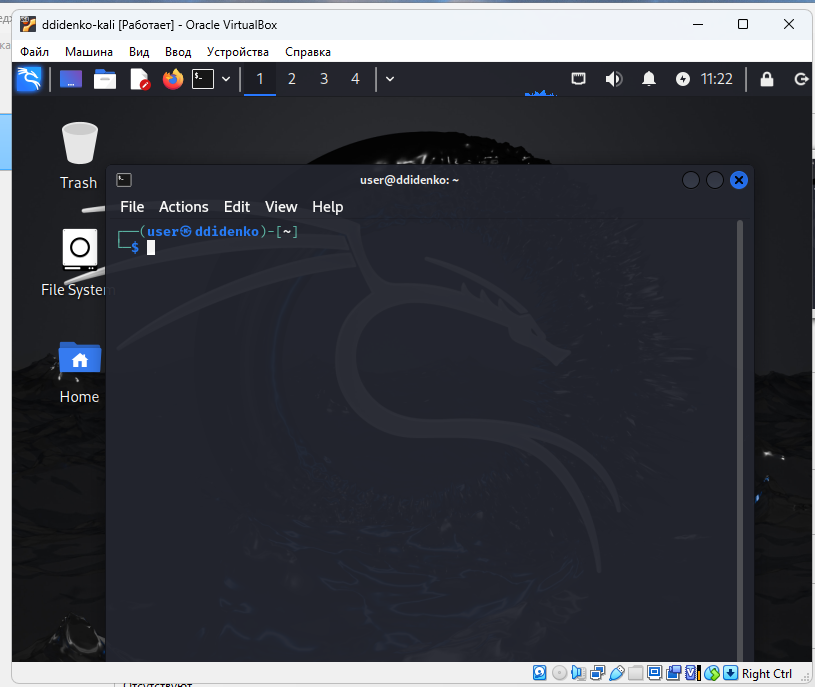 ddidenko-kali [Работает] - Oracle VirtualBox
Файл Машина Вид Ввод Устройства Справка
1 2 3 4 11:22
Trash
user@ddidenko: ~
File Actions Edit View Help
┌──(user㉿ddidenko)-[~]
└─$
File System
Home
Right Ctrl